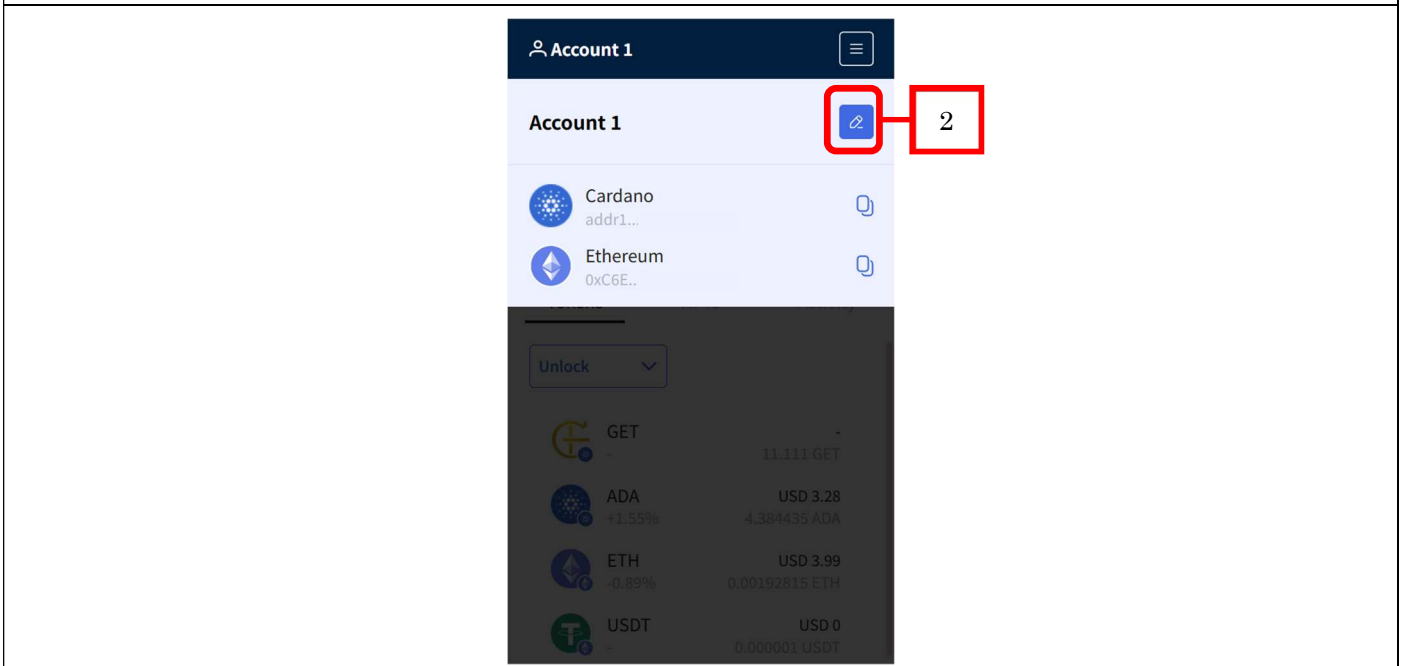 Account 1
Account 1
2
Cardano
addr1...
Ethereum
0xC6E..
Unlock
GET -
- 11.111 GET
ADA USD 3.28
+1.55% 4.384435 ADA
ETH USD 3.99
-0.89% 0.00192815 ETH
USDT USD 0
- 0.000001 USDT